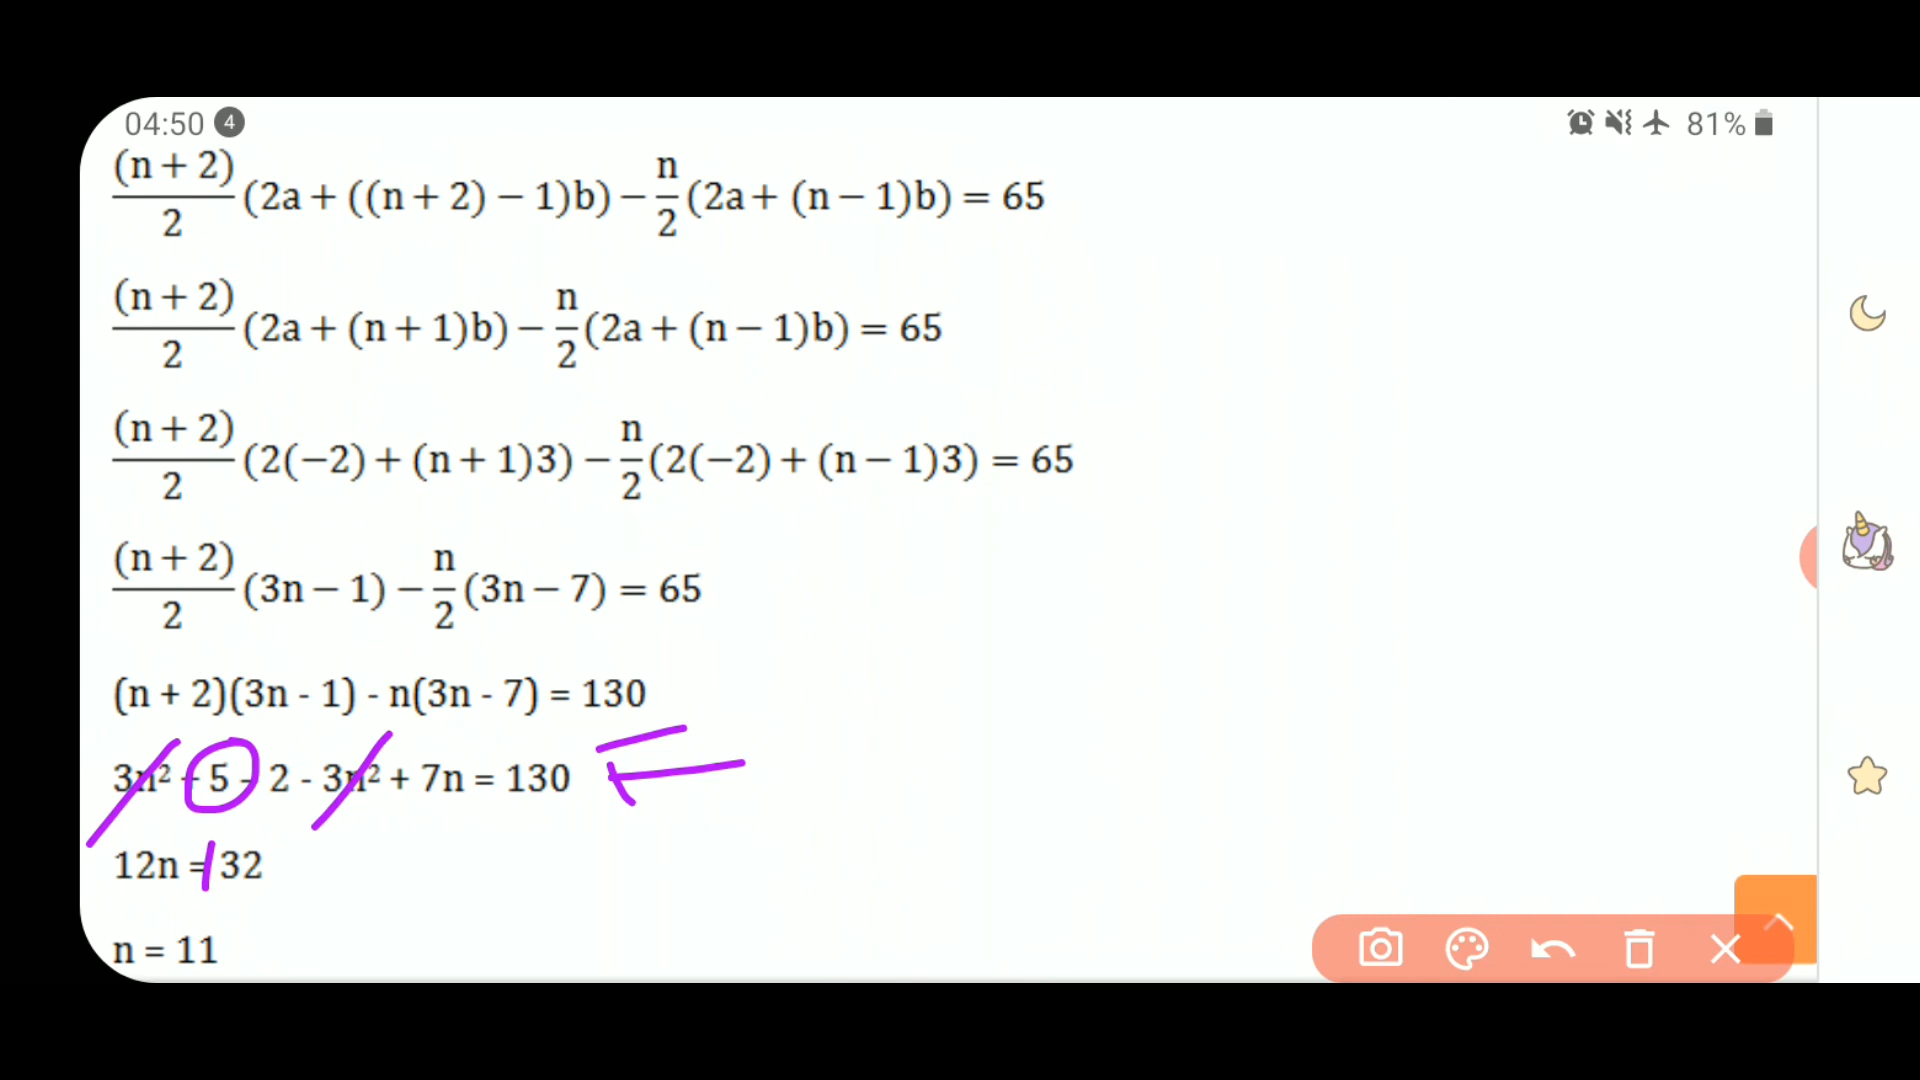 04:50 4 81%
(n + 2)/2 (2a + ((n + 2) − 1)b) − n/2 (2a + (n − 1)b) = 65
(n + 2)/2 (2a + (n + 1)b) − n/2 (2a + (n − 1)b) = 65
(n + 2)/2 (2(−2) + (n + 1)3) − n/2 (2(−2) + (n − 1)3) = 65
(n + 2)/2 (3n − 1) − n/2 (3n − 7) = 65
(n + 2)(3n - 1) - n(3n - 7) = 130
3n² + 5 - 2 - 3n² + 7n = 130
12n = 132
n = 11